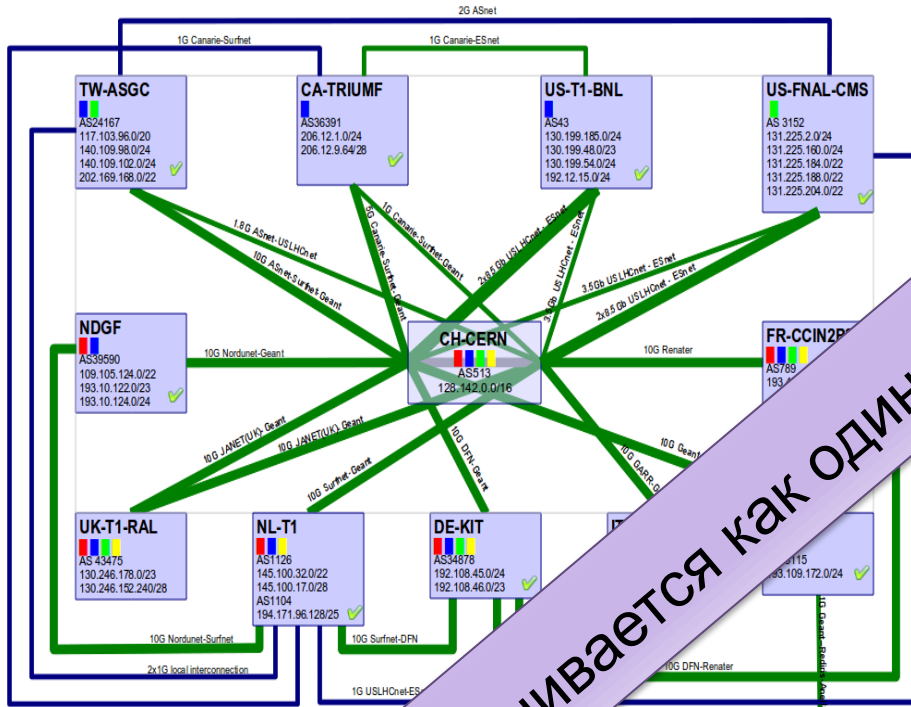 2G ASnet
1G Canarie-Surfnet
1G Canarie-ESnet
TW-ASGC
AS24167
117.103.96.0/20
140.109.98.0/24
140.109.102.0/24
202.169.168.0/22
CA-TRIUMF
AS36391
206.12.1.0/24
206.12.9.64/28
US-T1-BNL
AS43
130.199.185.0/24
130.199.48.0/23
130.199.54.0/24
192.12.15.0/24
US-FNAL-CMS
AS 3152
131.225.2.0/24
131.225.160.0/24
131.225.184.0/22
131.225.188.0/22
131.225.204.0/22
1.8G ASnet-USLHCnet
10G ASnet-Surfnet Geant
5G Canarie-Surfnet-Geant
1G Canarie-Surfnet-Geant
2x8.5Gb USLHCnet - ESnet
3.5Gb USLHCnet - ESnet
3.5Gb USLHCnet - ESnet
2x8.5Gb USLHCnet - ESnet
NDGF
AS39590
109.105.124.0/22
193.10.122.0/23
193.10.124.0/24
10G Nordunet-Geant
CH-CERN
AS513
128.142.0.0/16
10G Renater
FR-CCIN2P3
AS789
10G JANET(UK)- Geant
10G JANET(UK)- Geant
10G Surfnet-Geant
10G DFN-Geant
10G GARR-G
10G Geant
UK-T1-RAL
AS 43475
130.246.178.0/23
130.246.152.240/28
NL-T1
AS1126
145.100.32.0/22
145.100.17.0/28
AS1104
194.171.96.128/25
DE-KIT
AS34878
192.108.45.0/24
192.108.46.0/23
IT
6115
193.109.172.0/24
10G Nordunet-Surfnet
10G Surfnet-DFN
10G DFN-Renater
2x1G local interconnection
1G USLHCnet-ES
ивается как один